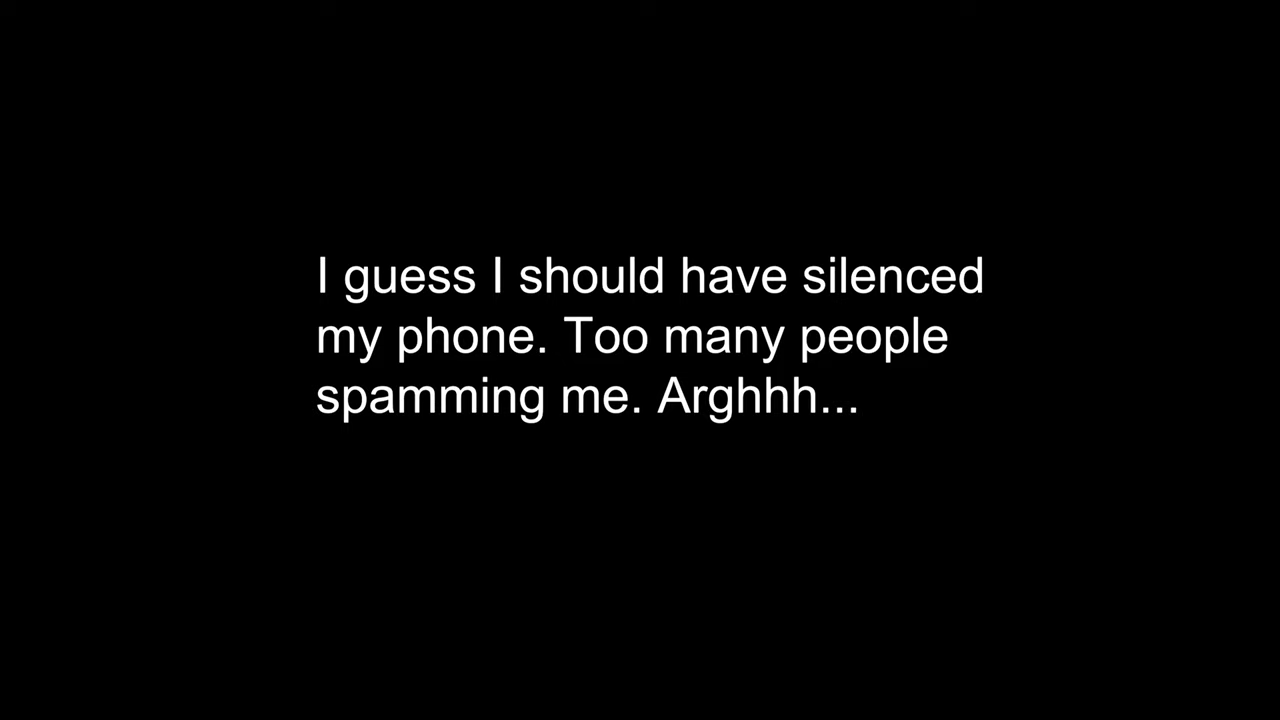 I guess I should have silenced
my phone. Too many people
spamming me. Arghhh...